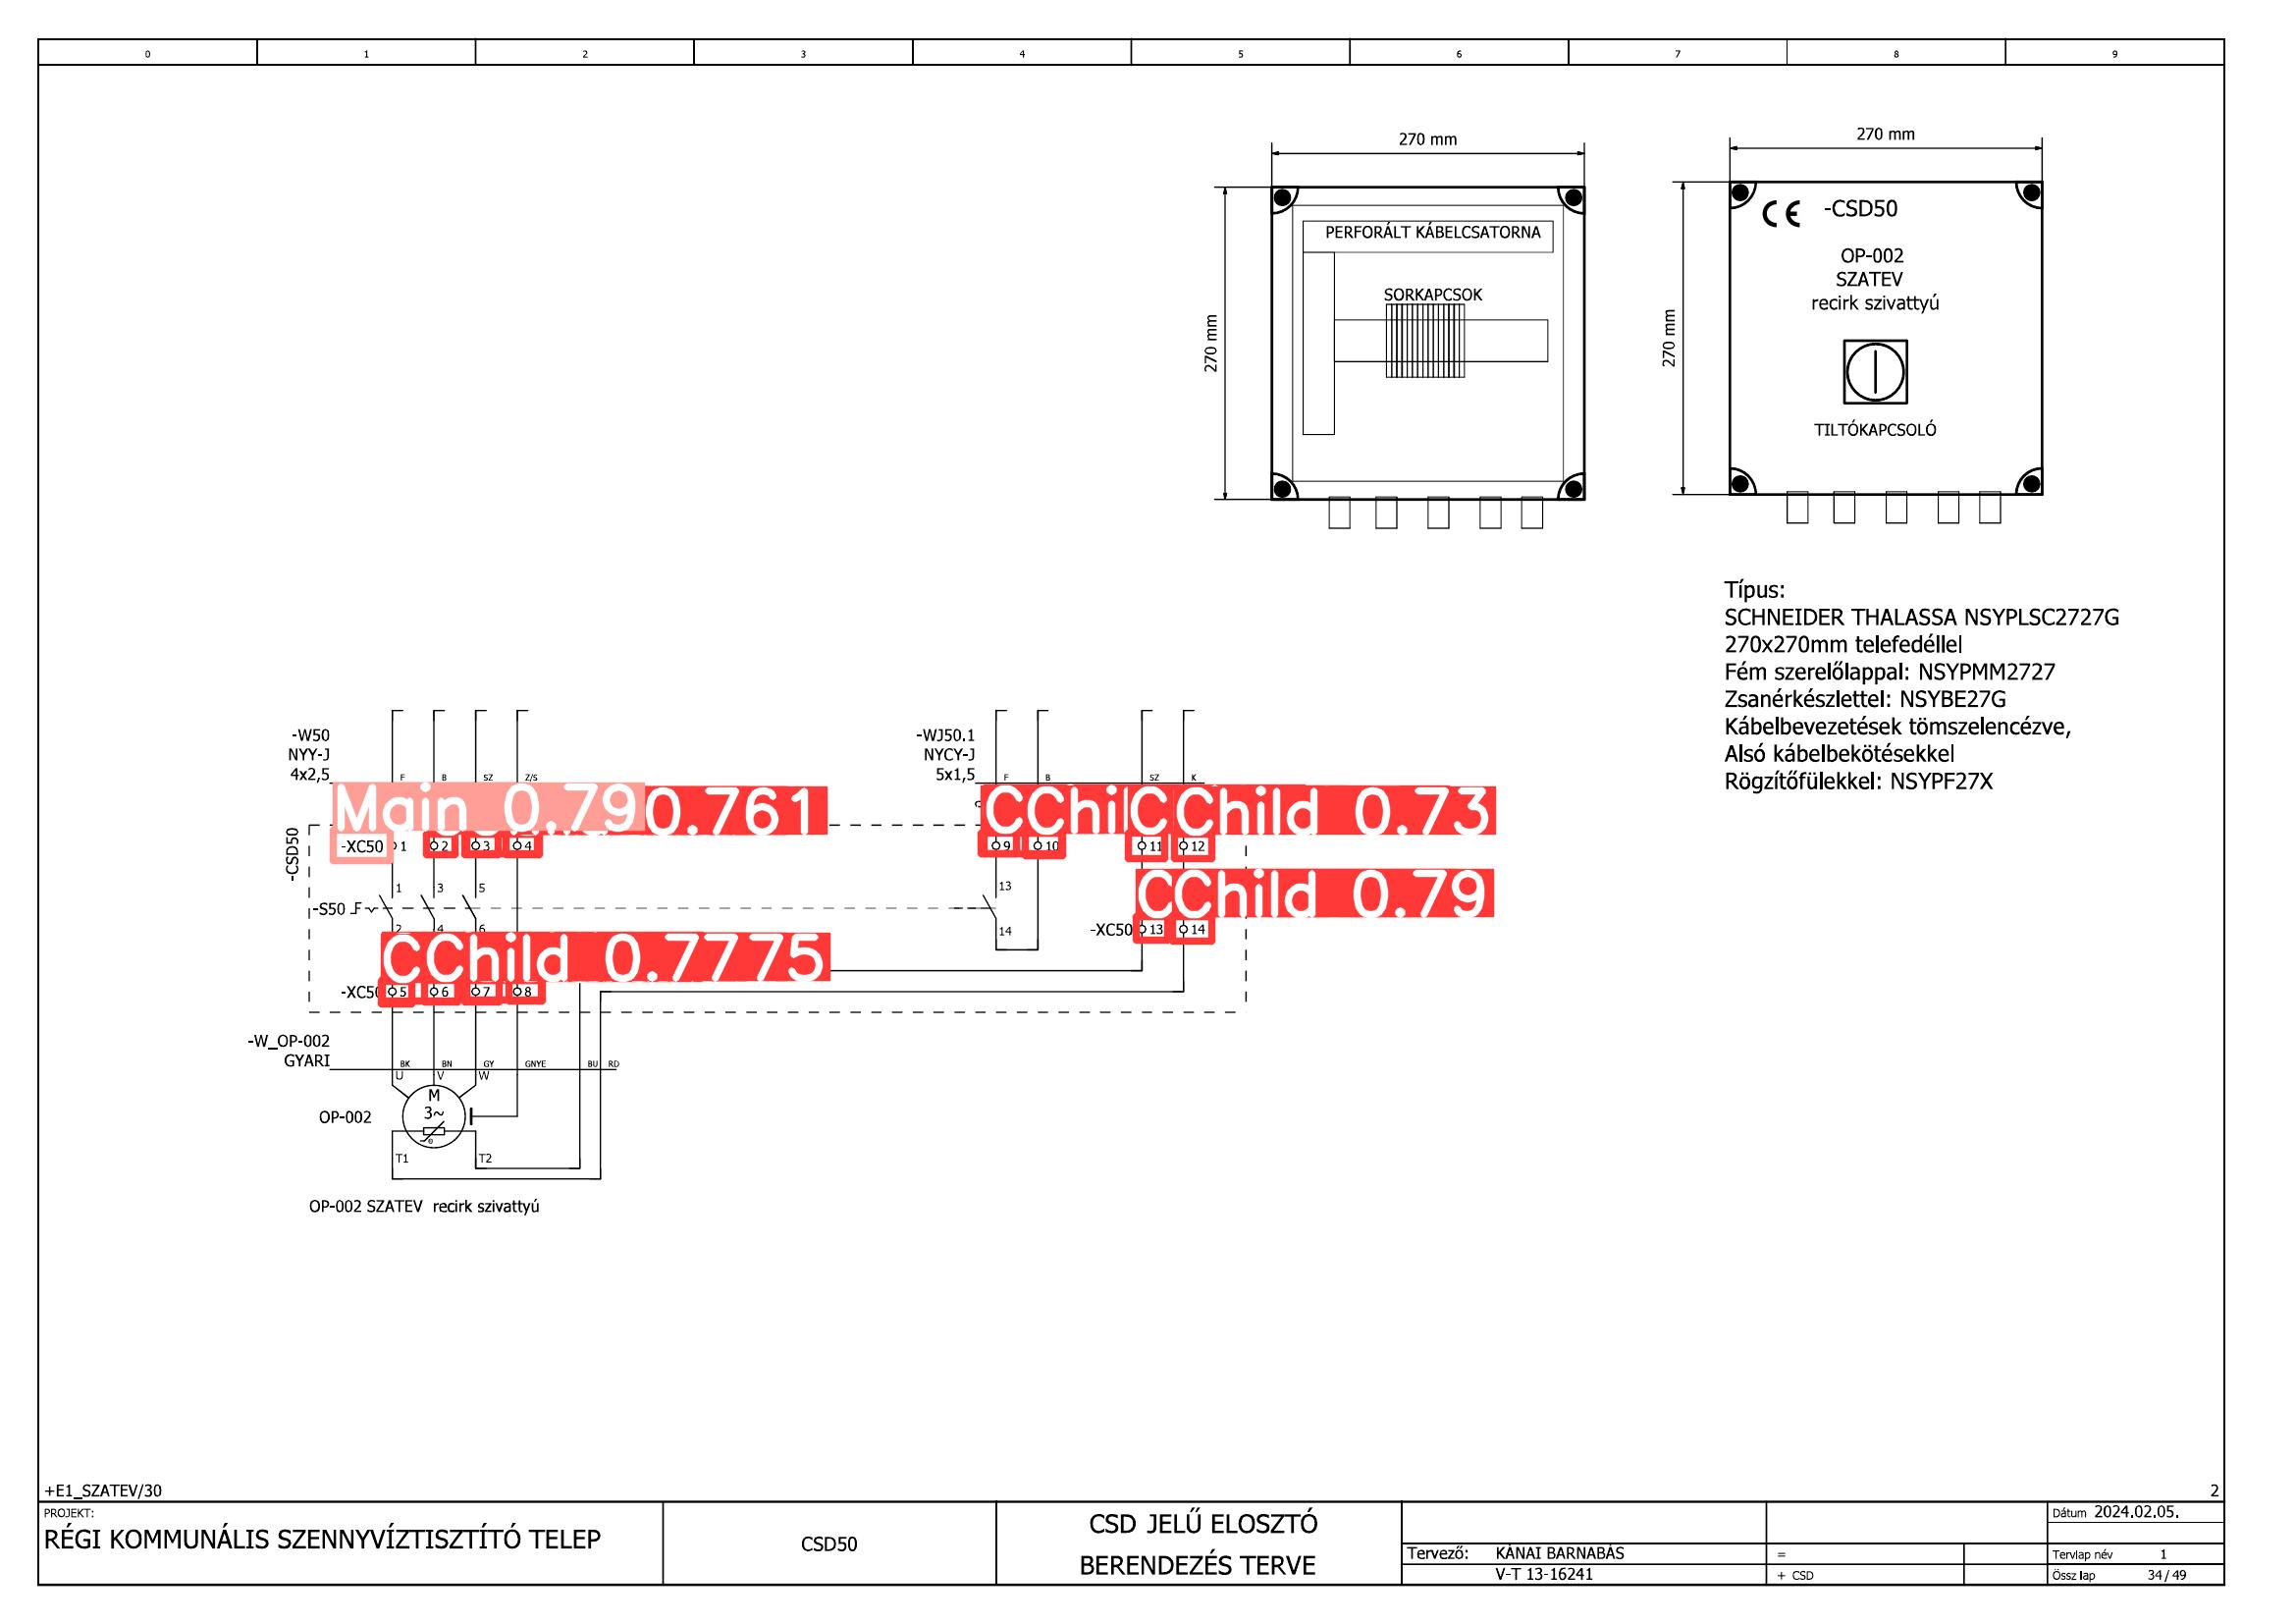 0 1 2 3 4 5 6 7 8 9
270 mm
270 mm
PERFORÁLT KÁBELCSATORNA
SORKAPCSOK
270 mm
270 mm
-CSD50
OP-002
SZATEV
recirk szivattyú
TILTÓKAPCSOLÓ
Típus:
SCHNEIDER THALASSA NSYPLSC2727G
270x270mm telefedéllel
Fém szerelőlappal: NSYPMM2727
Zsanérkészlettel: NSYBE27G
Kábelbevezetések tömszelencézve,
Alsó kábelbekötésekkel
Rögzítőfülekkel: NSYPF27X
-W50
NYY-J
4x2,5
F B SZ Z/S
-WJ50.1
NYCY-J
5x1,5
F B SZ K
Main 0.79 0.761
CChil CChild 0.73
-CSD50
-XC50 1 2 3 4
9 10 11 12
1 3 5
13
CChild 0.79
-S50
2 4 6
14
-XC50 13 14
CChild 0.7775
-XC50 5 6 7 8
-W_OP-002
GYARI
BK BN GY GNYE BU RD
U V W
OP-002
M
3~
T1 T2
OP-002 SZATEV recirk szivattyú
+E1_SZATEV/30
2
PROJEKT:
RÉGI KOMMUNÁLIS SZENNYVÍZTISZTÍTÓ TELEP
CSD50
CSD JELŰ ELOSZTÓ
BERENDEZÉS TERVE
Tervező: KÁNAI BARNABÁS
V-T 13-16241
=
+ CSD
Dátum 2024.02.05.
Tervlap név 1
Össz lap 34/49